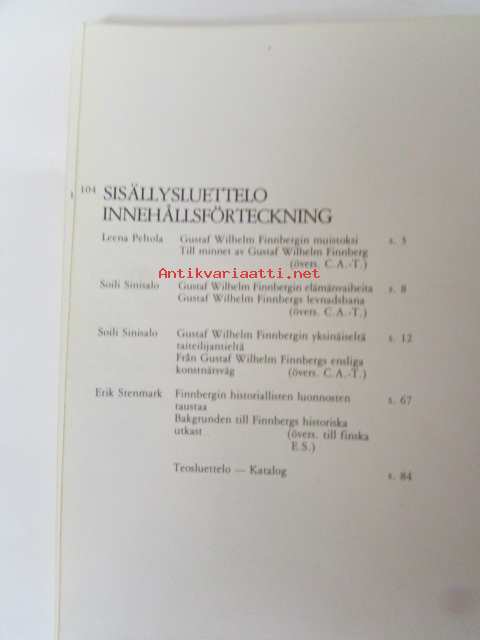 104 SISÄLLYSLUETTELO
INNEHÅLLSFÖRTECKNING
Leena Peltola Gustaf Wilhelm Finnbergin muistoksi s. 3
Till minnet av Gustaf Wilhelm Finnberg
(övers. C.A.-T.)
Antikvariaatti.net
Soili Sinisalo Gustaf Wilhelm Finnbergin elämänvaiheita s. 8
Gustaf Wilhelm Finnbergs levnadsbana
(övers. C.A.-T.)
Soili Sinisalo Gustaf Wilhelm Finnbergin yksinäiseltä s. 12
taiteilijantieltä
Från Gustaf Wilhelm Finnbergs ensliga
konstnärsväg (övers. C.A.-T.)
Erik Stenmark Finnbergin historiallisten luonnosten s. 67
taustaa
Bakgrunden till Finnbergs historiska
utkast (övers. till finska
E.S.)
Teosluettelo — Katalog s. 84